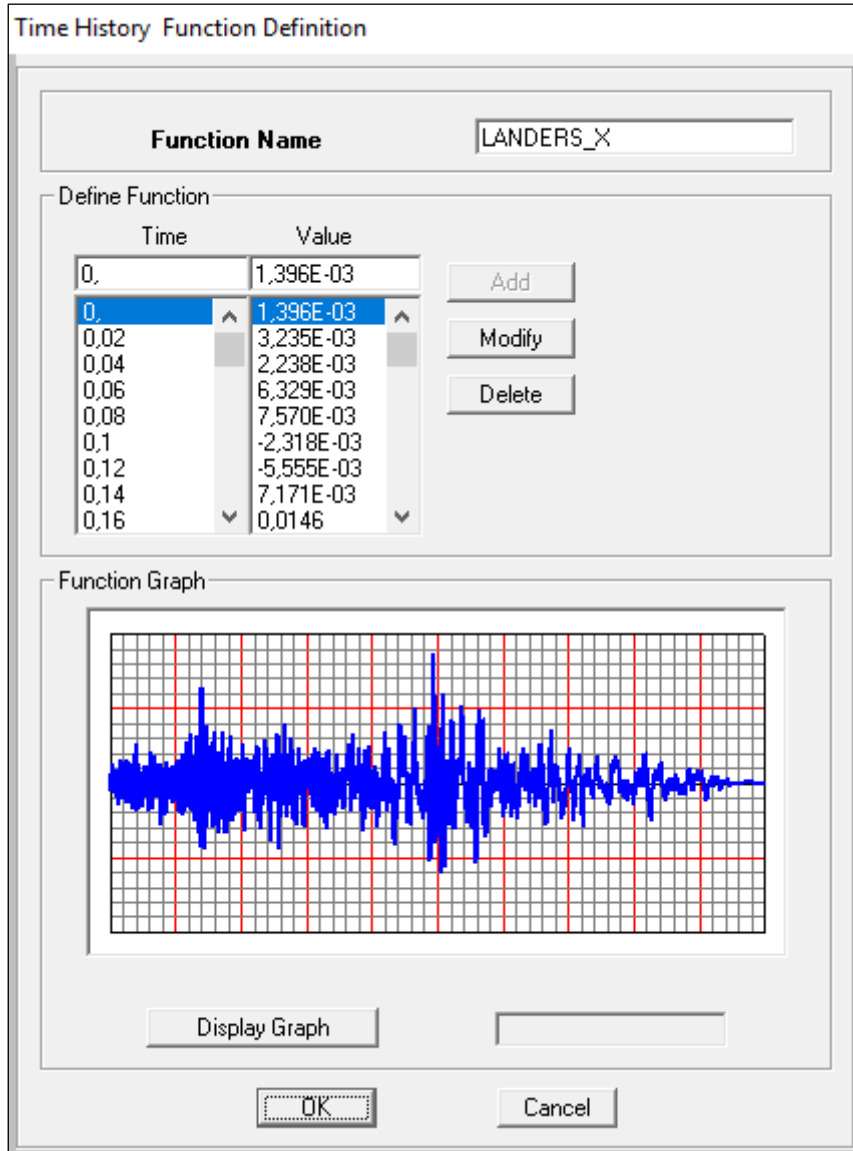 Time History Function Definition
Function Name LANDERS_X
Define Function
Time Value
0, 1,396E-03 Add
0, 1,396E-03
0,02 3,235E-03 Modify
0,04 2,238E-03
0,06 6,329E-03 Delete
0,08 7,570E-03
0,1 -2,318E-03
0,12 -5,555E-03
0,14 7,171E-03
0,16 0,0146
Function Graph
Display Graph
OK Cancel